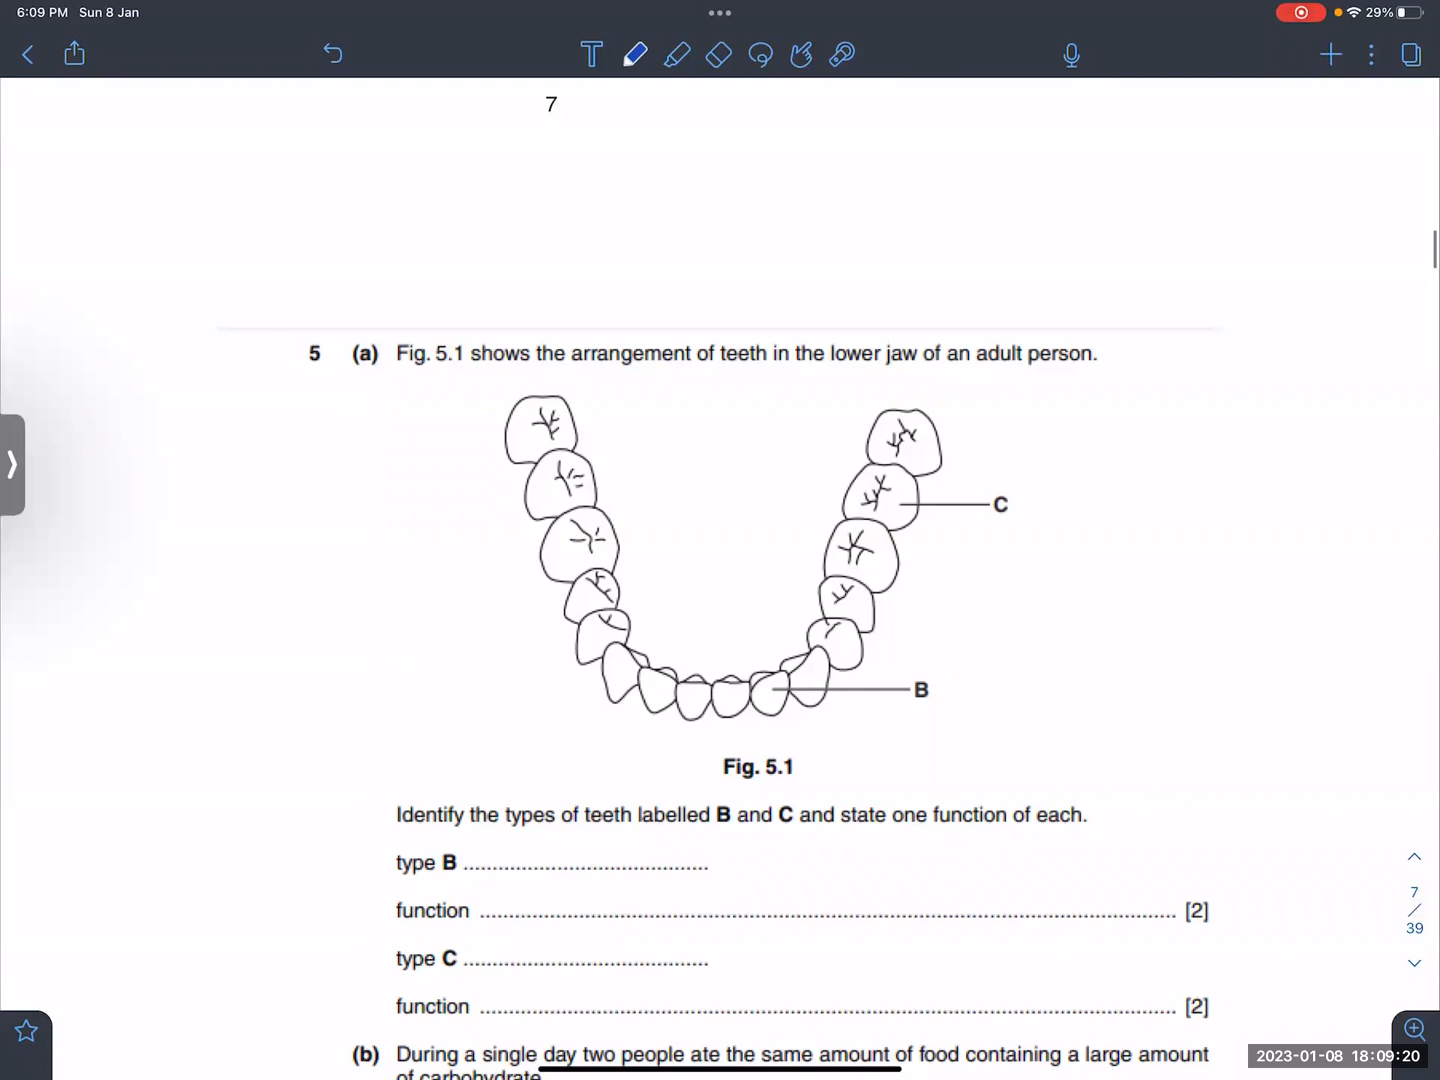 6:09 PM Sun 8 Jan
29%
T
7
5 (a) Fig. 5.1 shows the arrangement of teeth in the lower jaw of an adult person.
C
B
Fig. 5.1
Identify the types of teeth labelled B and C and state one function of each.
type B ..........................................
function ........................................................................................................................ [2]
type C ..........................................
function ........................................................................................................................ [2]
7
/
39
(b) During a single day two people ate the same amount of food containing a large amount
of carbohydrate
2023-01-08 18:09:20